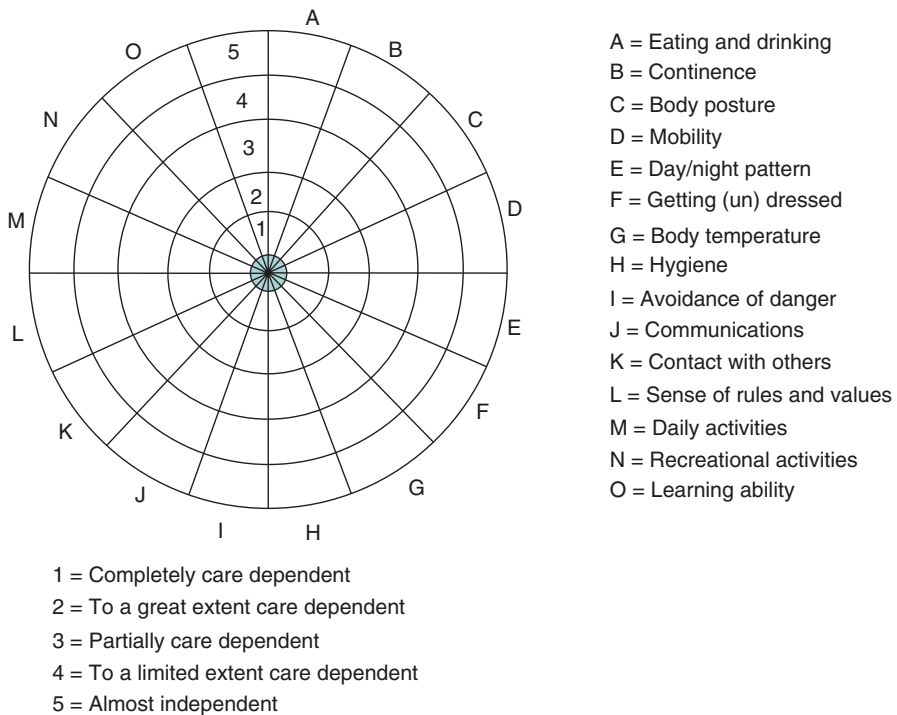 A
B
C
D
E
F
G
H
I
J
K
L
M
N
O
5
4
3
2
1
A = Eating and drinking
B = Continence
C = Body posture
D = Mobility
E = Day/night pattern
F = Getting (un) dressed
G = Body temperature
H = Hygiene
I = Avoidance of danger
J = Communications
K = Contact with others
L = Sense of rules and values
M = Daily activities
N = Recreational activities
O = Learning ability
1 = Completely care dependent
2 = To a great extent care dependent
3 = Partially care dependent
4 = To a limited extent care dependent
5 = Almost independent